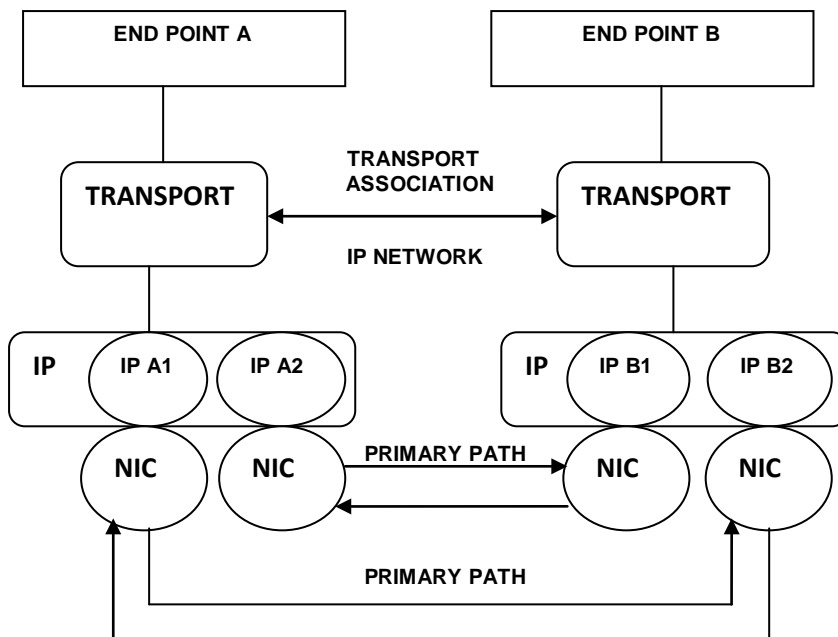 END POINT A
END POINT B
TRANSPORT
TRANSPORT
ASSOCIATION
TRANSPORT
IP NETWORK
IP
IP A1
IP A2
IP
IP B1
IP B2
NIC
NIC
PRIMARY PATH
NIC
NIC
PRIMARY PATH